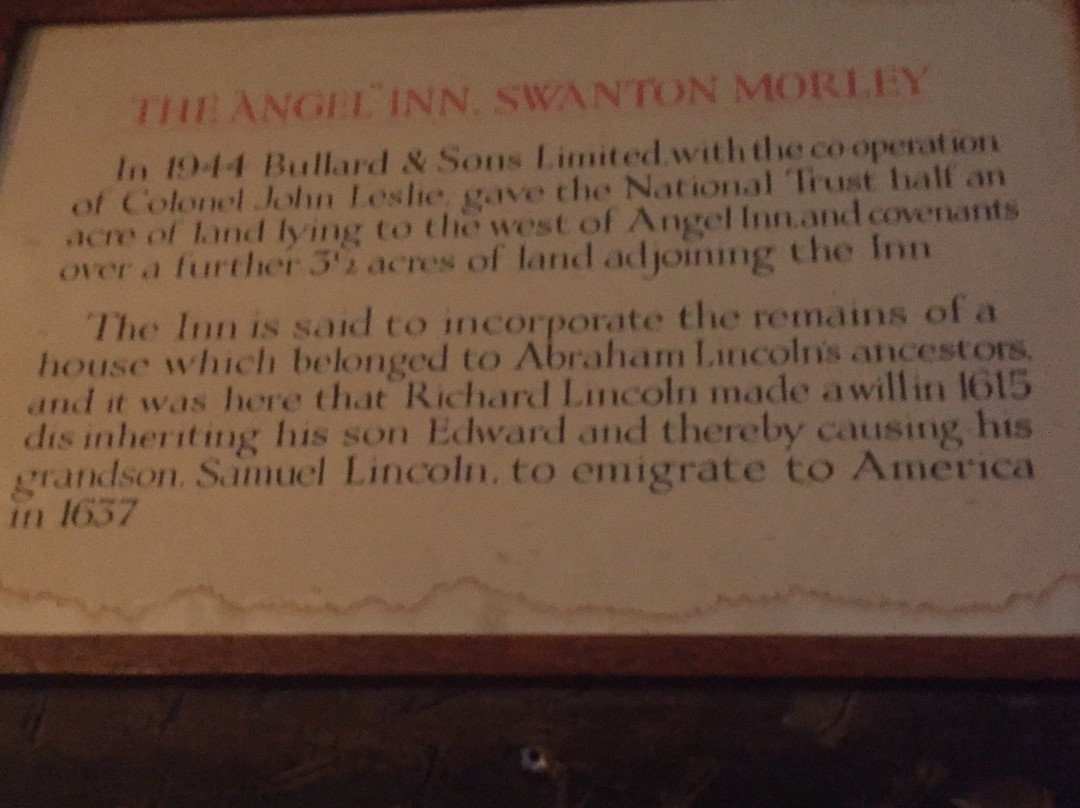 THE "ANGEL" INN, SWANTON MORLEY
In 1944 Bullard & Sons Limited, with the co operation
of Colonel John Leslie, gave the National Trust half an
acre of land lying to the west of Angel Inn, and covenants
over a further 3½ acres of land adjoining the Inn
The Inn is said to incorporate the remains of a
house which belonged to Abraham Lincoln's ancestors,
and it was here that Richard Lincoln made a will in 1615
disinheriting his son Edward and thereby causing his
grandson, Samuel Lincoln, to emigrate to America
in 1637